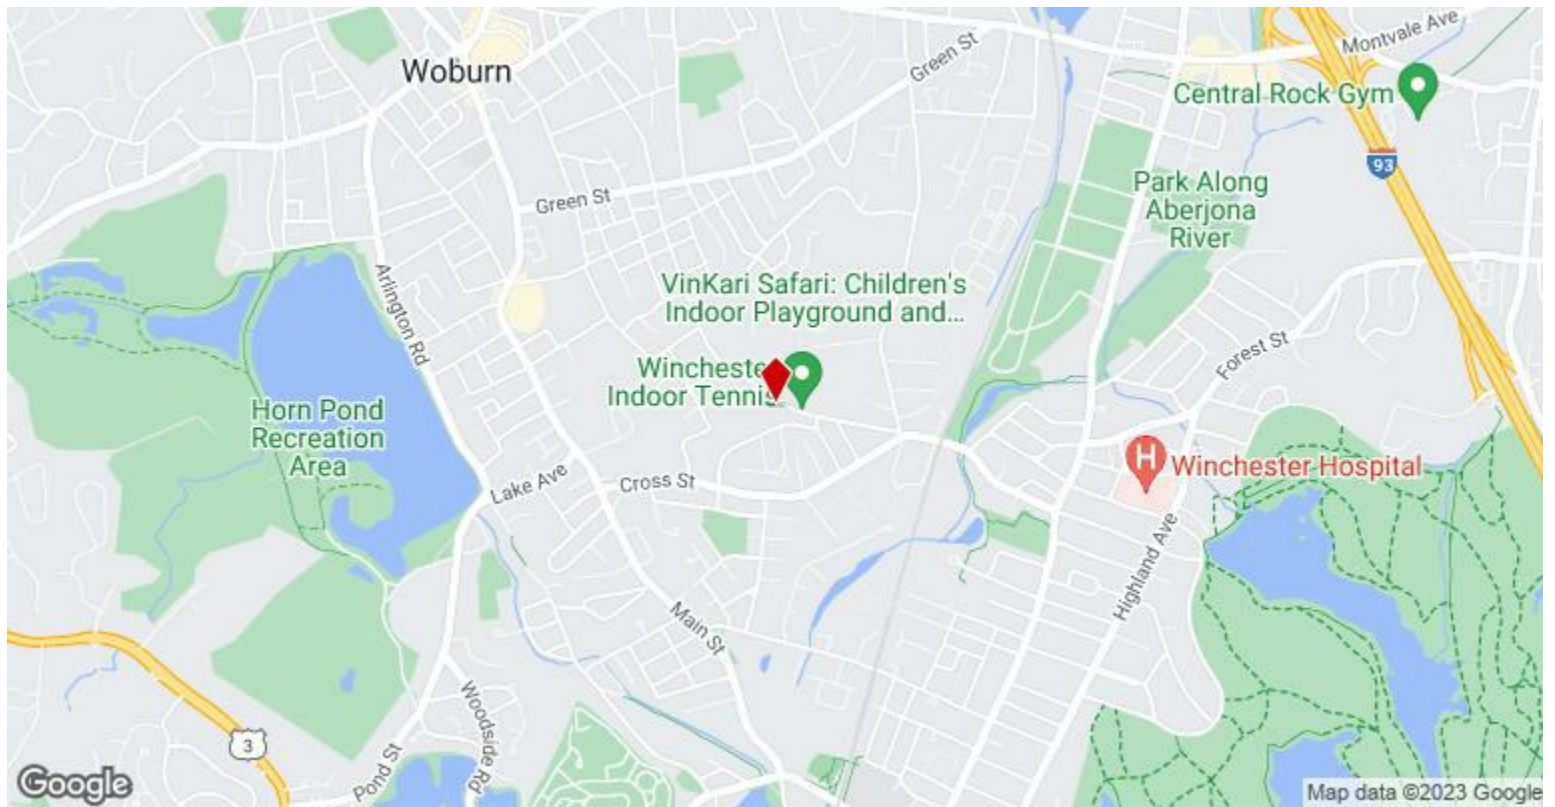 Montvale Ave
Green St
Woburn
Central Rock Gym
93
Park Along
Aberjona
River
Green St
Arlington Rd
VinKari Safari: Children's
Indoor Playground and...
Forest St
Winchester
Indoor Tennis
Horn Pond
Recreation
Area
Winchester Hospital
H
Lake Ave
Cross St
Highland Ave
Main St
Woodside Rd
3
Pond St
Google
Map data ©2023 Google